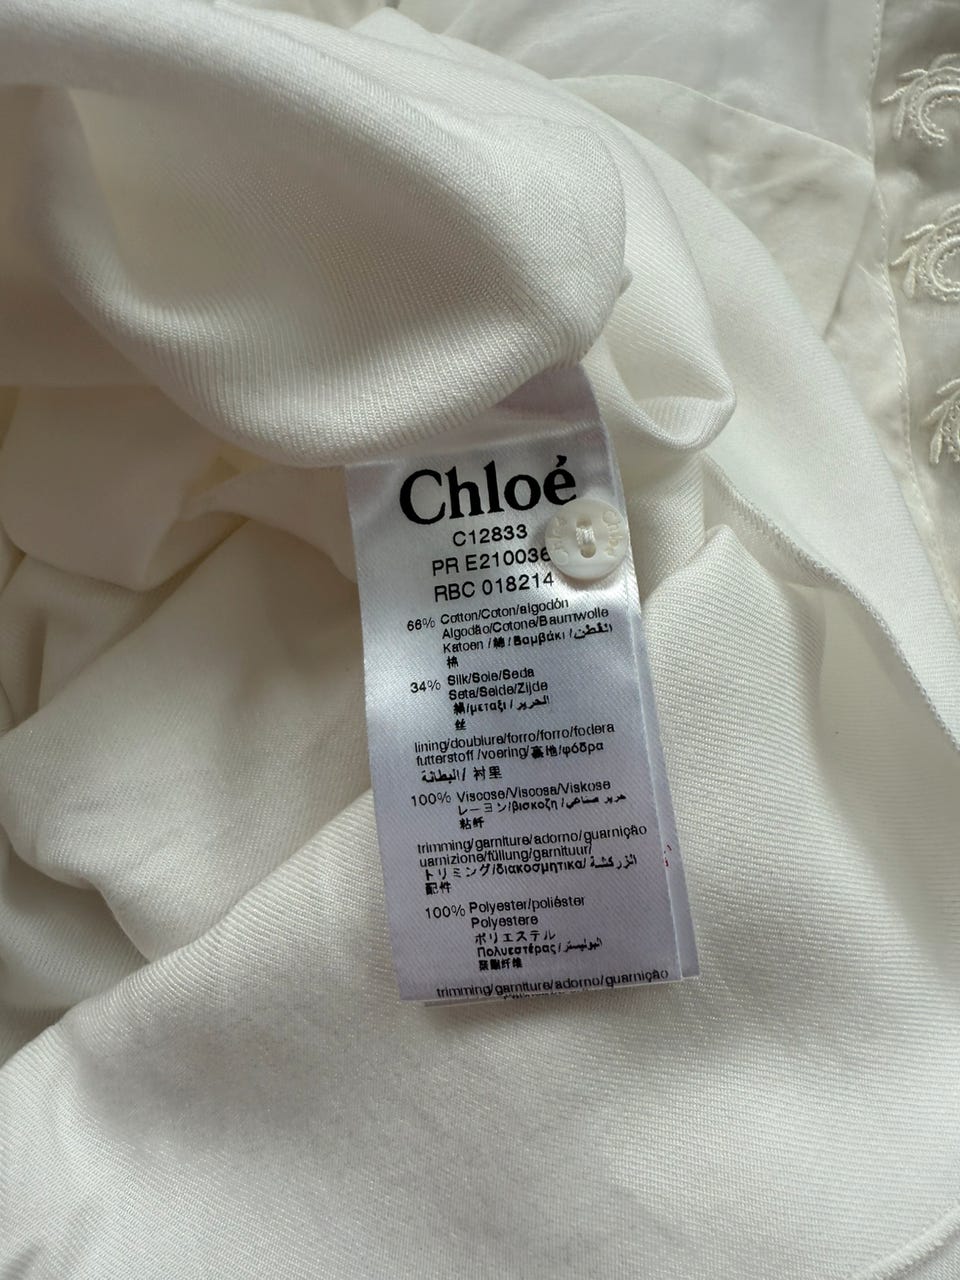 Chloé
C12833
PR E210036
RBC 018214
66% Cotton/Coton/algodón
Algodão/Cotone/Baumwolle
Katoen /綿/Βαμβάκι /القطن
棉
34% Silk/Soie/Seda
Seta/Seide/Zijde
絹/μεταξι / الحرير
丝
lining/doublure/forro/forro/fodera
futterstoff /voering/裏地/φόδρα
البطانة/ 衬里
100% Viscose/Viscosa/Viskose
レーヨン/βισκοζη /حرير صناعي
粘纤
trimming/garniture/adorno/guarnição
uarnizione/füllung/garnituur/
トリミング/διακοσμητικα/ الزركشة
配件
100% Polyester/poliéster
Polyestere
ポリエステル
Πολυεστέρας / البوليستر
聚酯纤维
trimming/garniture/adorno/guarnição